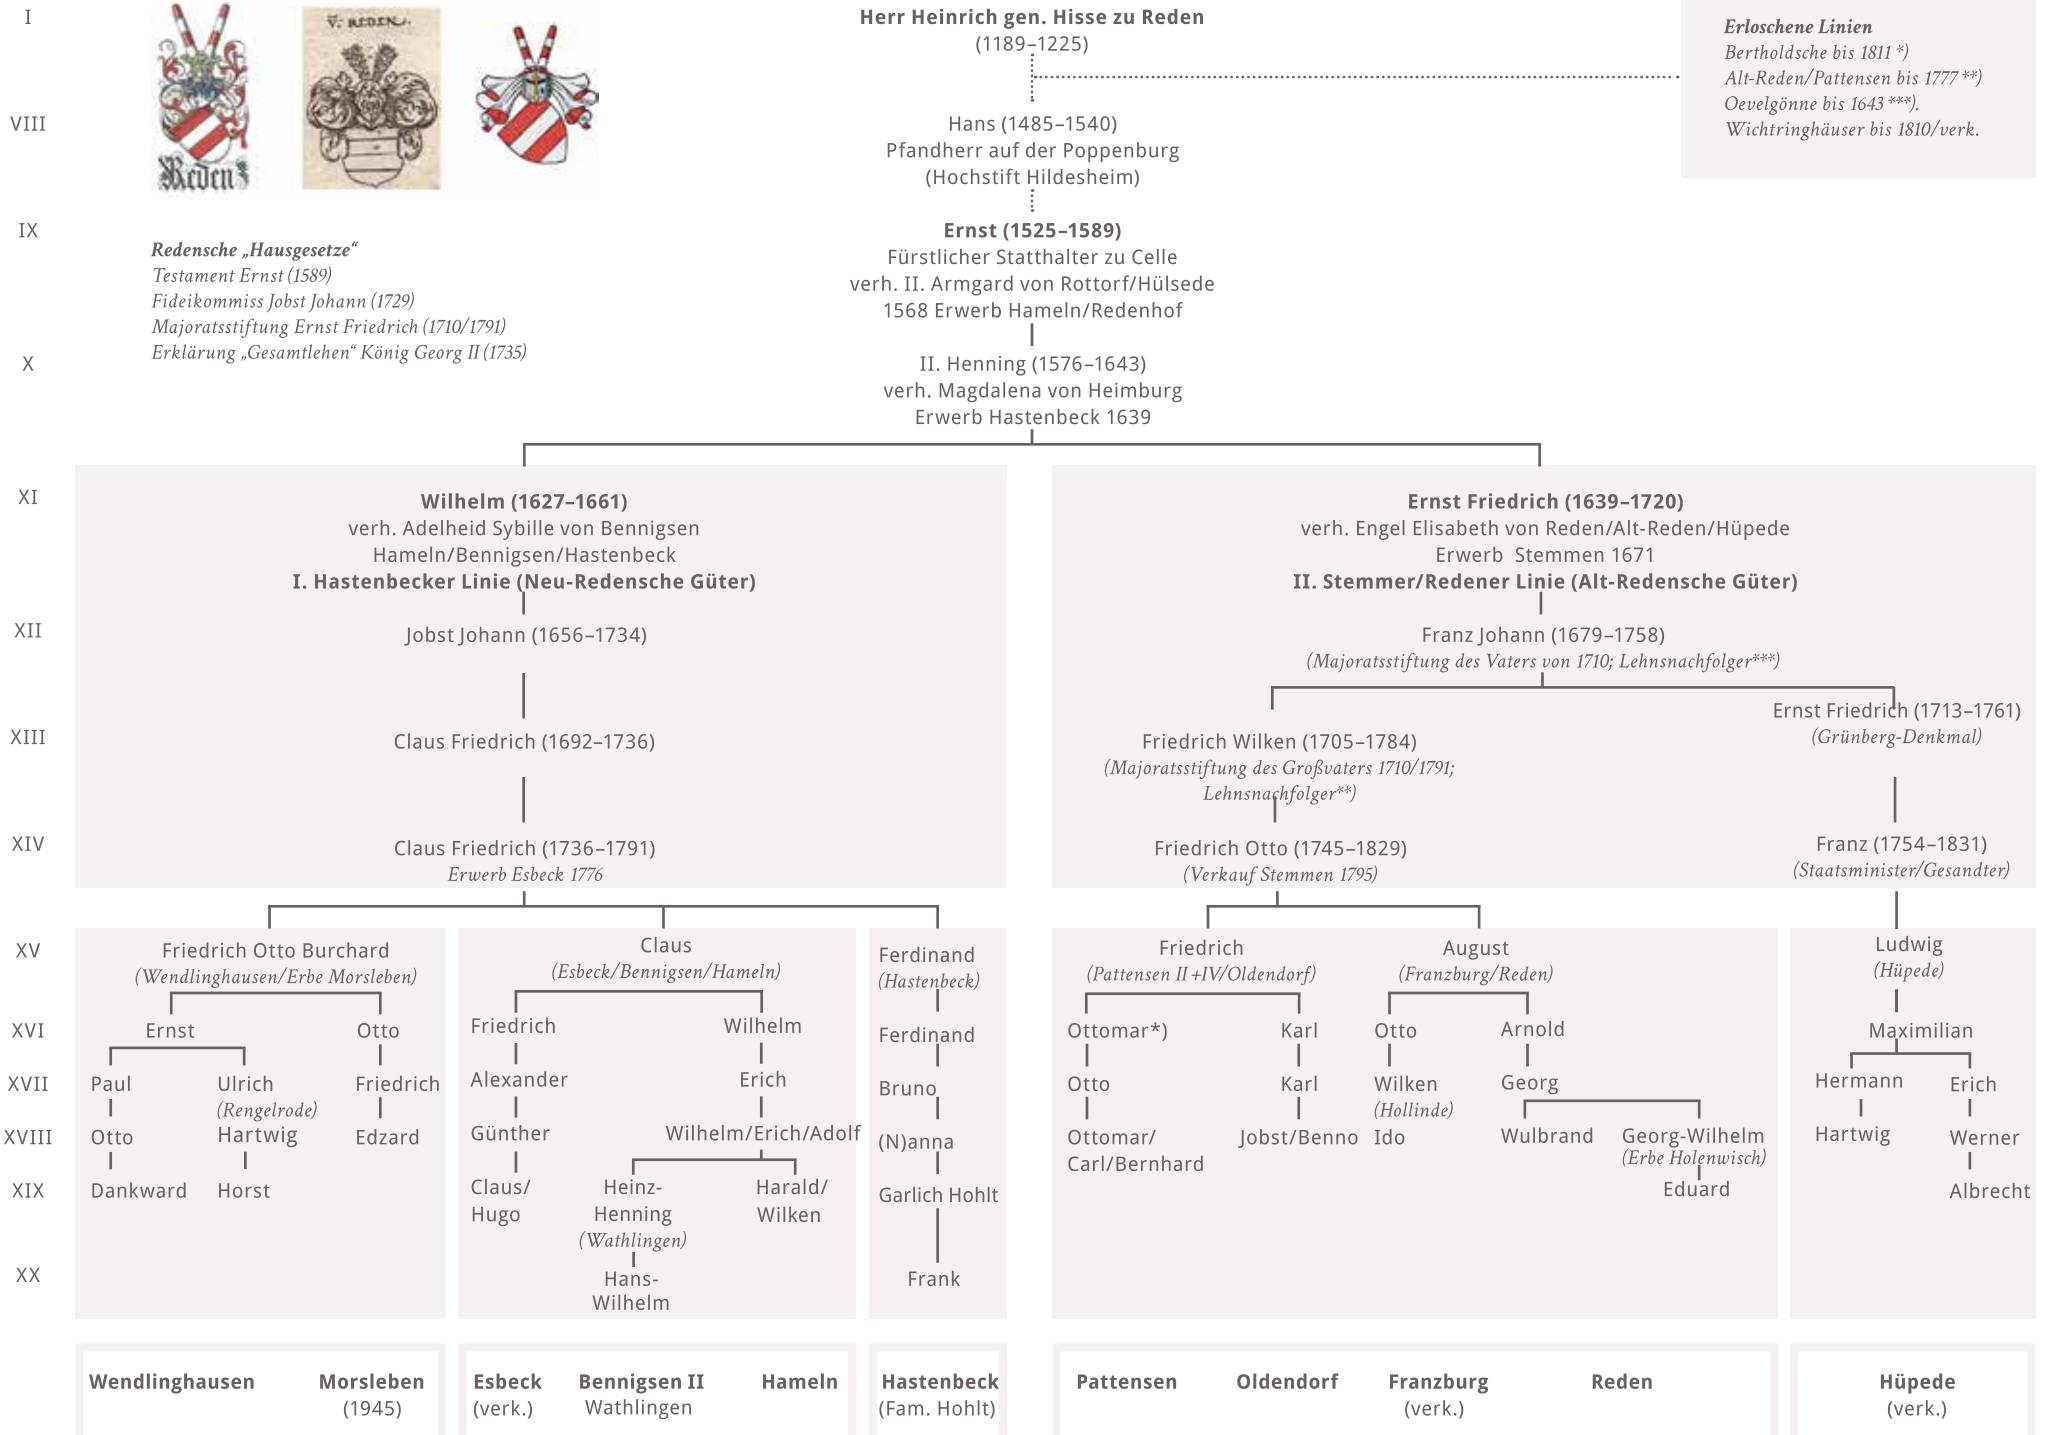 I
Herr Heinrich gen. Hisse zu Reden
(1189–1225)
V. REDEN.
Reden
Erloschene Linien
Bertholdsche bis 1811 *)
Alt-Reden/Pattensen bis 1777 **)
Oevelgönne bis 1643 ***).
Wichtringhäuser bis 1810/verk.
VIII
Hans (1485–1540)
Pfandherr auf der Poppenburg
(Hochstift Hildesheim)
IX
Ernst (1525–1589)
Fürstlicher Statthalter zu Celle
verh. II. Armgard von Rottorf/Hülsede
1568 Erwerb Hameln/Redenhof
Redensche „Hausgesetze“
Testament Ernst (1589)
Fideikommiss Jobst Johann (1729)
Majoratsstiftung Ernst Friedrich (1710/1791)
Erklärung „Gesamtlehen“ König Georg II (1735)
X
II. Henning (1576–1643)
verh. Magdalena von Heimburg
Erwerb Hastenbeck 1639
XI
Wilhelm (1627–1661)
verh. Adelheid Sybille von Bennigsen
Hameln/Bennigsen/Hastenbeck
I. Hastenbecker Linie (Neu-Redensche Güter)
Ernst Friedrich (1639–1720)
verh. Engel Elisabeth von Reden/Alt-Reden/Hüpede
Erwerb Stemmen 1671
II. Stemmer/Redener Linie (Alt-Redensche Güter)
XII
Jobst Johann (1656–1734)
Franz Johann (1679–1758)
(Majoratsstiftung des Vaters von 1710; Lehnsnachfolger***)
XIII
Claus Friedrich (1692–1736)
Friedrich Wilken (1705–1784)
(Majoratsstiftung des Großvaters 1710/1791;
Lehnsnachfolger**)
Ernst Friedrich (1713–1761)
(Grünberg-Denkmal)
XIV
Claus Friedrich (1736–1791)
Erwerb Esbeck 1776
Friedrich Otto (1745–1829)
(Verkauf Stemmen 1795)
Franz (1754–1831)
(Staatsminister/Gesandter)
XV
Friedrich Otto Burchard
(Wendlinghausen/Erbe Morsleben)
Claus
(Esbeck/Bennigsen/Hameln)
Ferdinand
(Hastenbeck)
Friedrich
(Pattensen II+IV/Oldendorf)
August
(Franzburg/Reden)
Ludwig
(Hüpede)
XVI
Ernst
Otto
Friedrich
Wilhelm
Ferdinand
Ottomar*)
Karl
Otto
Arnold
Maximilian
XVII
Paul
Ulrich
(Rengelrode)
Friedrich
Alexander
Erich
Bruno
Otto
Karl
Wilken
(Hollinde)
Georg
Hermann
Erich
XVIII
Otto
Hartwig
Edzard
Günther
Wilhelm/Erich/Adolf
(N)anna
Ottomar/
Carl/Bernhard
Jobst/Benno
Ido
Wulbrand
Georg-Wilhelm
(Erbe Holenwisch)
Hartwig
Werner
XIX
Dankward
Horst
Claus/
Hugo
Heinz-
Henning
(Wathlingen)
Harald/
Wilken
Garlich Hohlt
Eduard
Albrecht
XX
Hans-
Wilhelm
Frank
Wendlinghausen
Morsleben
(1945)
Esbeck
(verk.)
Bennigsen II
Wathlingen
Hameln
Hastenbeck
(Fam. Hohlt)
Pattensen
Oldendorf
Franzburg
(verk.)
Reden
Hüpede
(verk.)